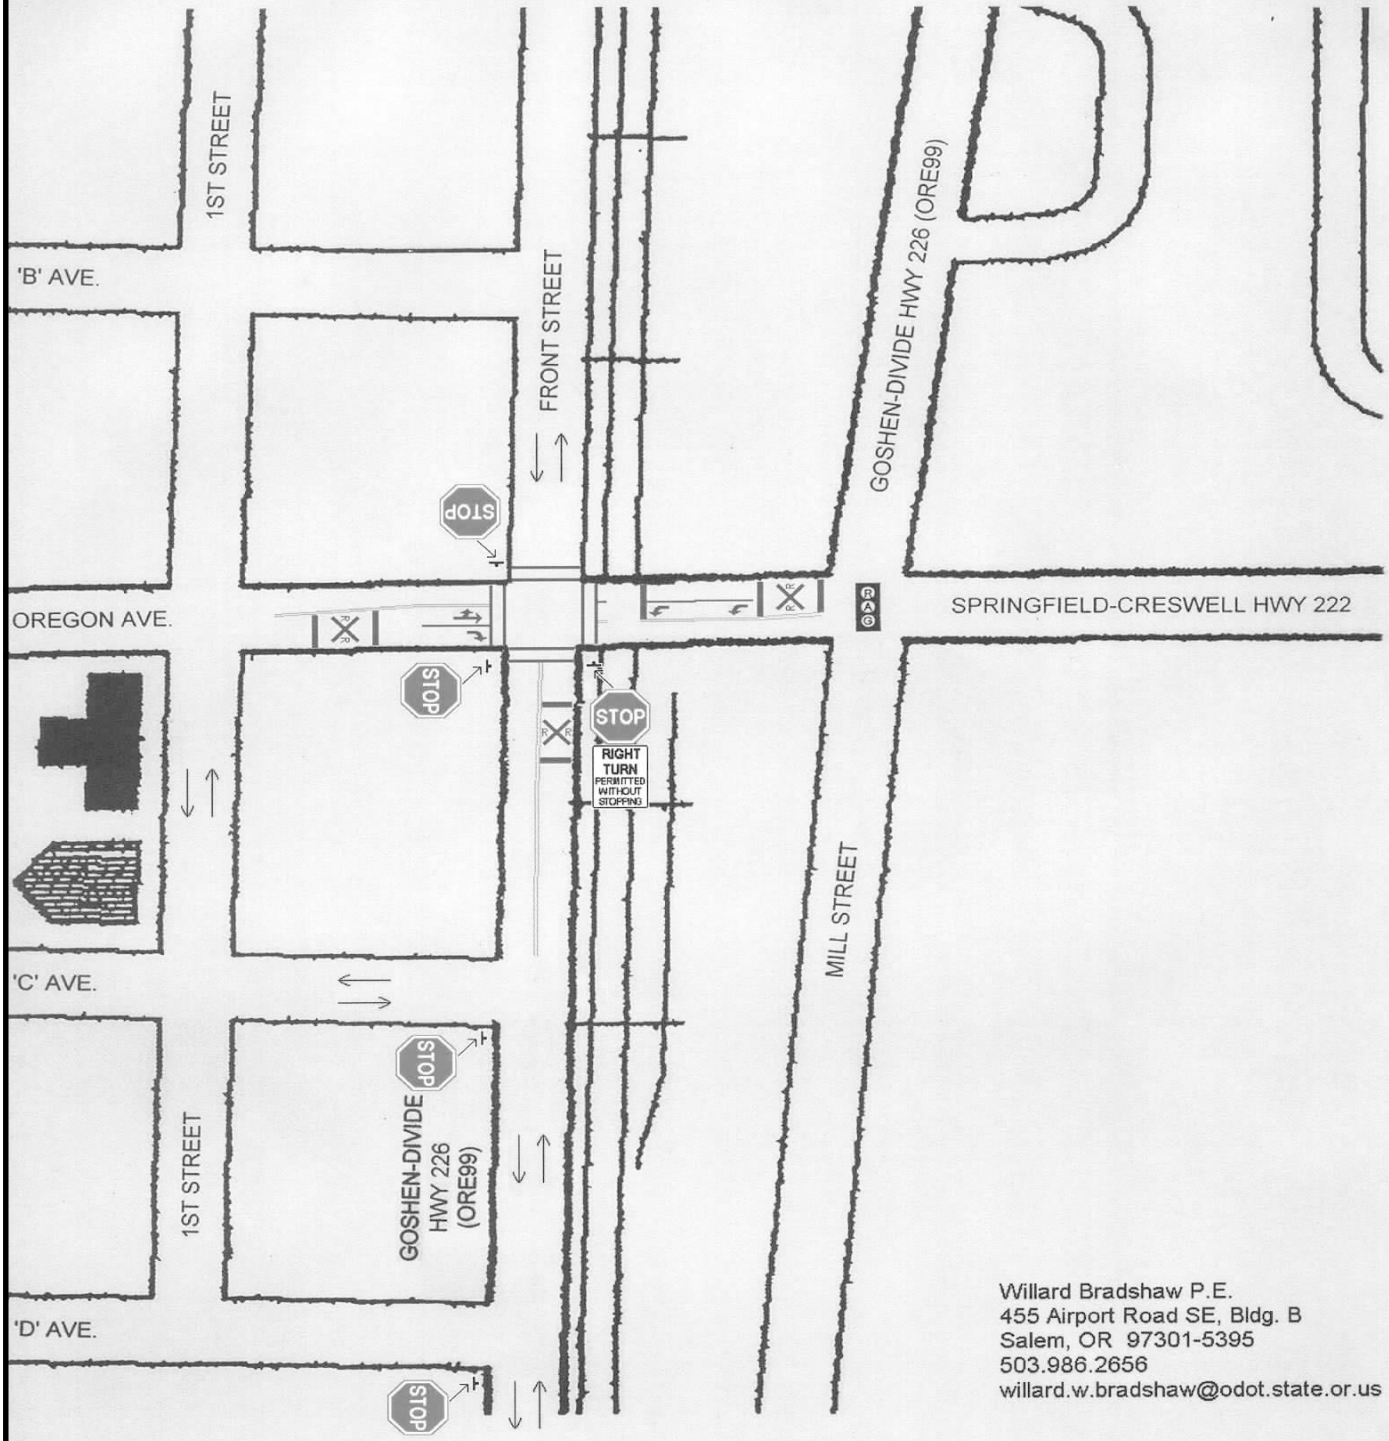 1ST STREET
'B' AVE.
FRONT STREET
GOSHEN-DIVIDE HWY 226 (ORE99)
STOP
OREGON AVE.
R R
R R
R
A
G
SPRINGFIELD-CRESWELL HWY 222
STOP
STOP
R R
RIGHT
TURN
PERMITTED
WITHOUT
STOPPING
MILL STREET
'C' AVE.
STOP
GOSHEN-DIVIDE
HWY 226
(ORE99)
1ST STREET
'D' AVE.
STOP
Willard Bradshaw P.E.
455 Airport Road SE, Bldg. B
Salem, OR 97301-5395
503.986.2656
willard.w.bradshaw@odot.state.or.us